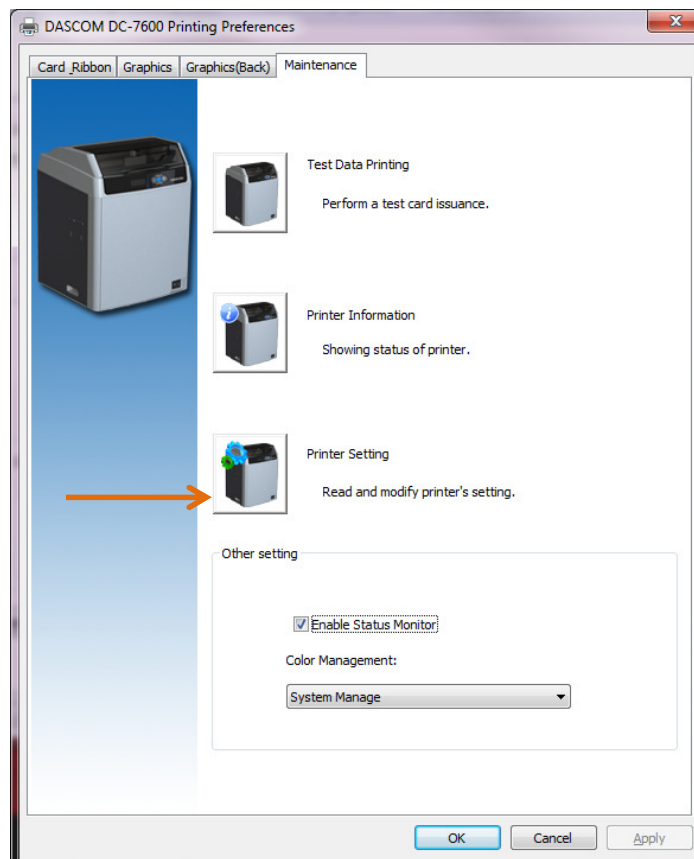 DASCOM DC-7600 Printing Preferences
Card_Ribbon Graphics Graphics(Back) Maintenance
Test Data Printing
Perform a test card issuance.
Printer Information
Showing status of printer.
Printer Setting
Read and modify printer's setting.
Other setting
Enable Status Monitor
Color Management:
System Manage
OK Cancel Apply